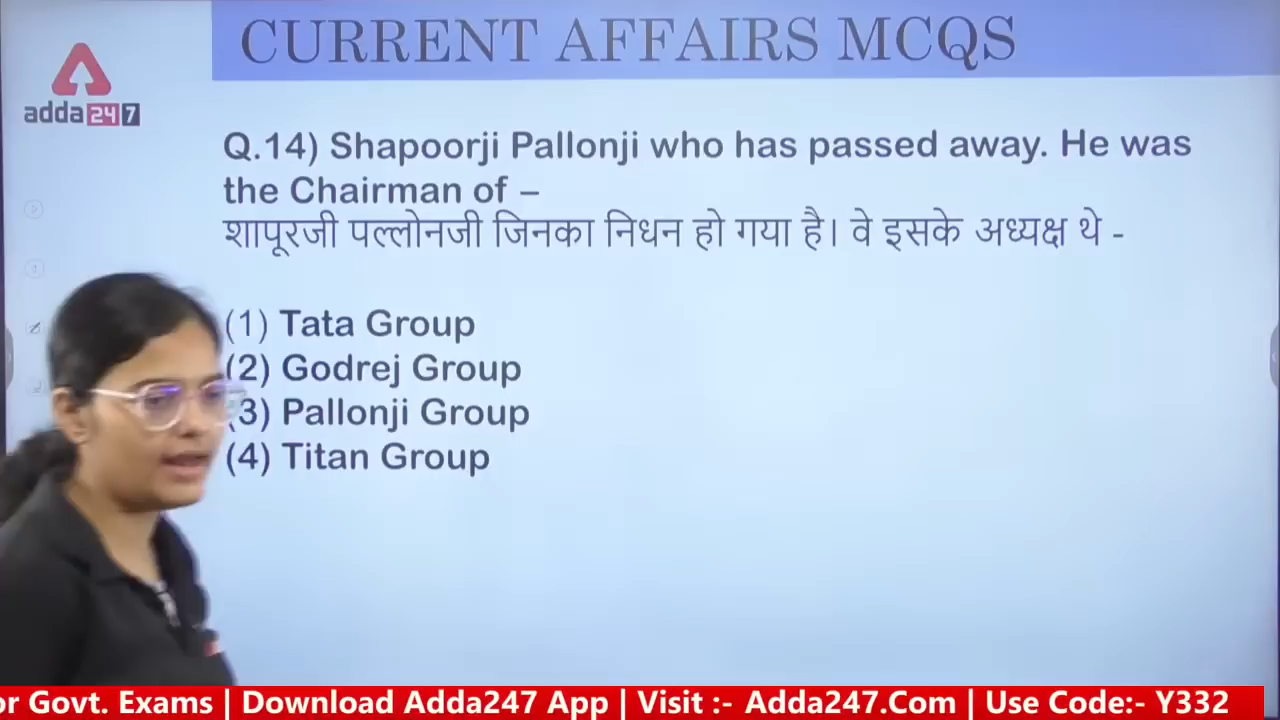 CURRENT AFFAIRS MCQS
adda247
Q.14) Shapoorji Pallonji who has passed away. He was
the Chairman of –
शापूरजी पल्लोनजी जिनका निधन हो गया है। वे इसके अध्यक्ष थे -
(1) Tata Group
(2) Godrej Group
(3) Pallonji Group
(4) Titan Group
or Govt. Exams | Download Adda247 App | Visit :- Adda247.Com | Use Code:- Y332